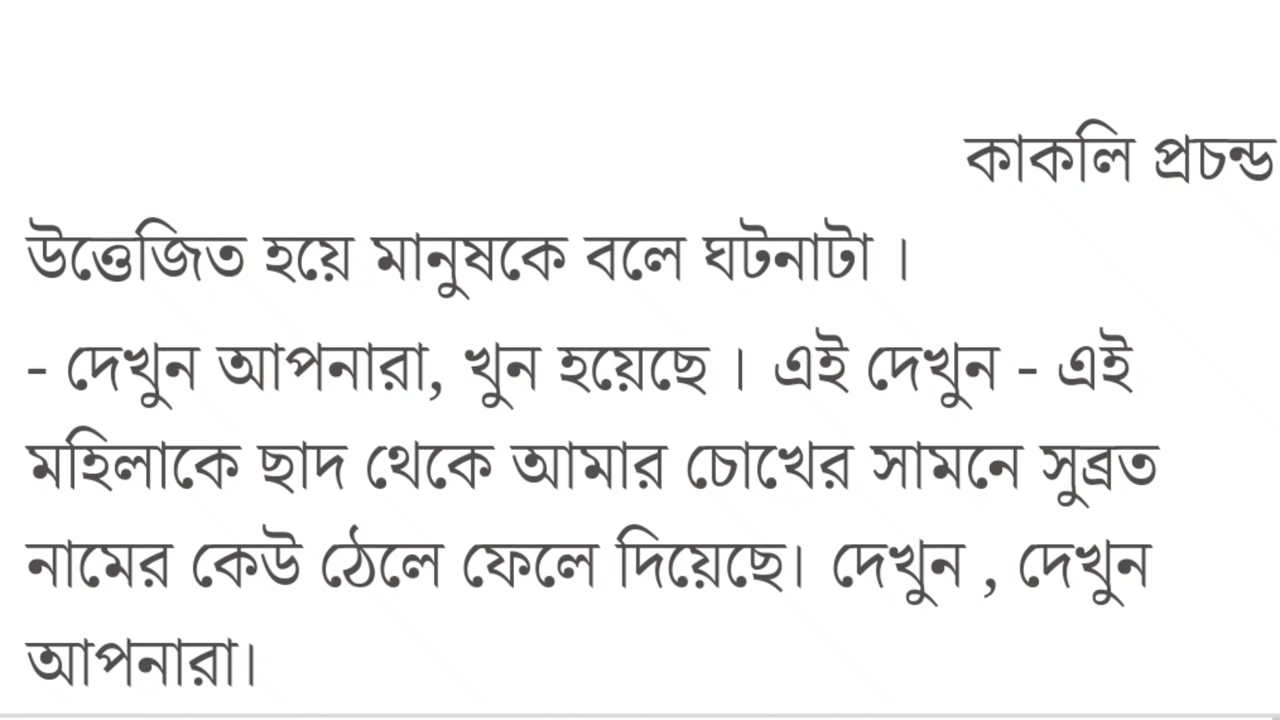 কাকলি প্রচন্ড
উত্তেজিত হয়ে মানুষকে বলে ঘটনাটা ।
- দেখুন আপনারা, খুন হয়েছে । এই দেখুন - এই
মহিলাকে ছাদ থেকে আমার চোখের সামনে সুব্রত
নামের কেউ ঠেলে ফেলে দিয়েছে। দেখুন , দেখুন
আপনারা।